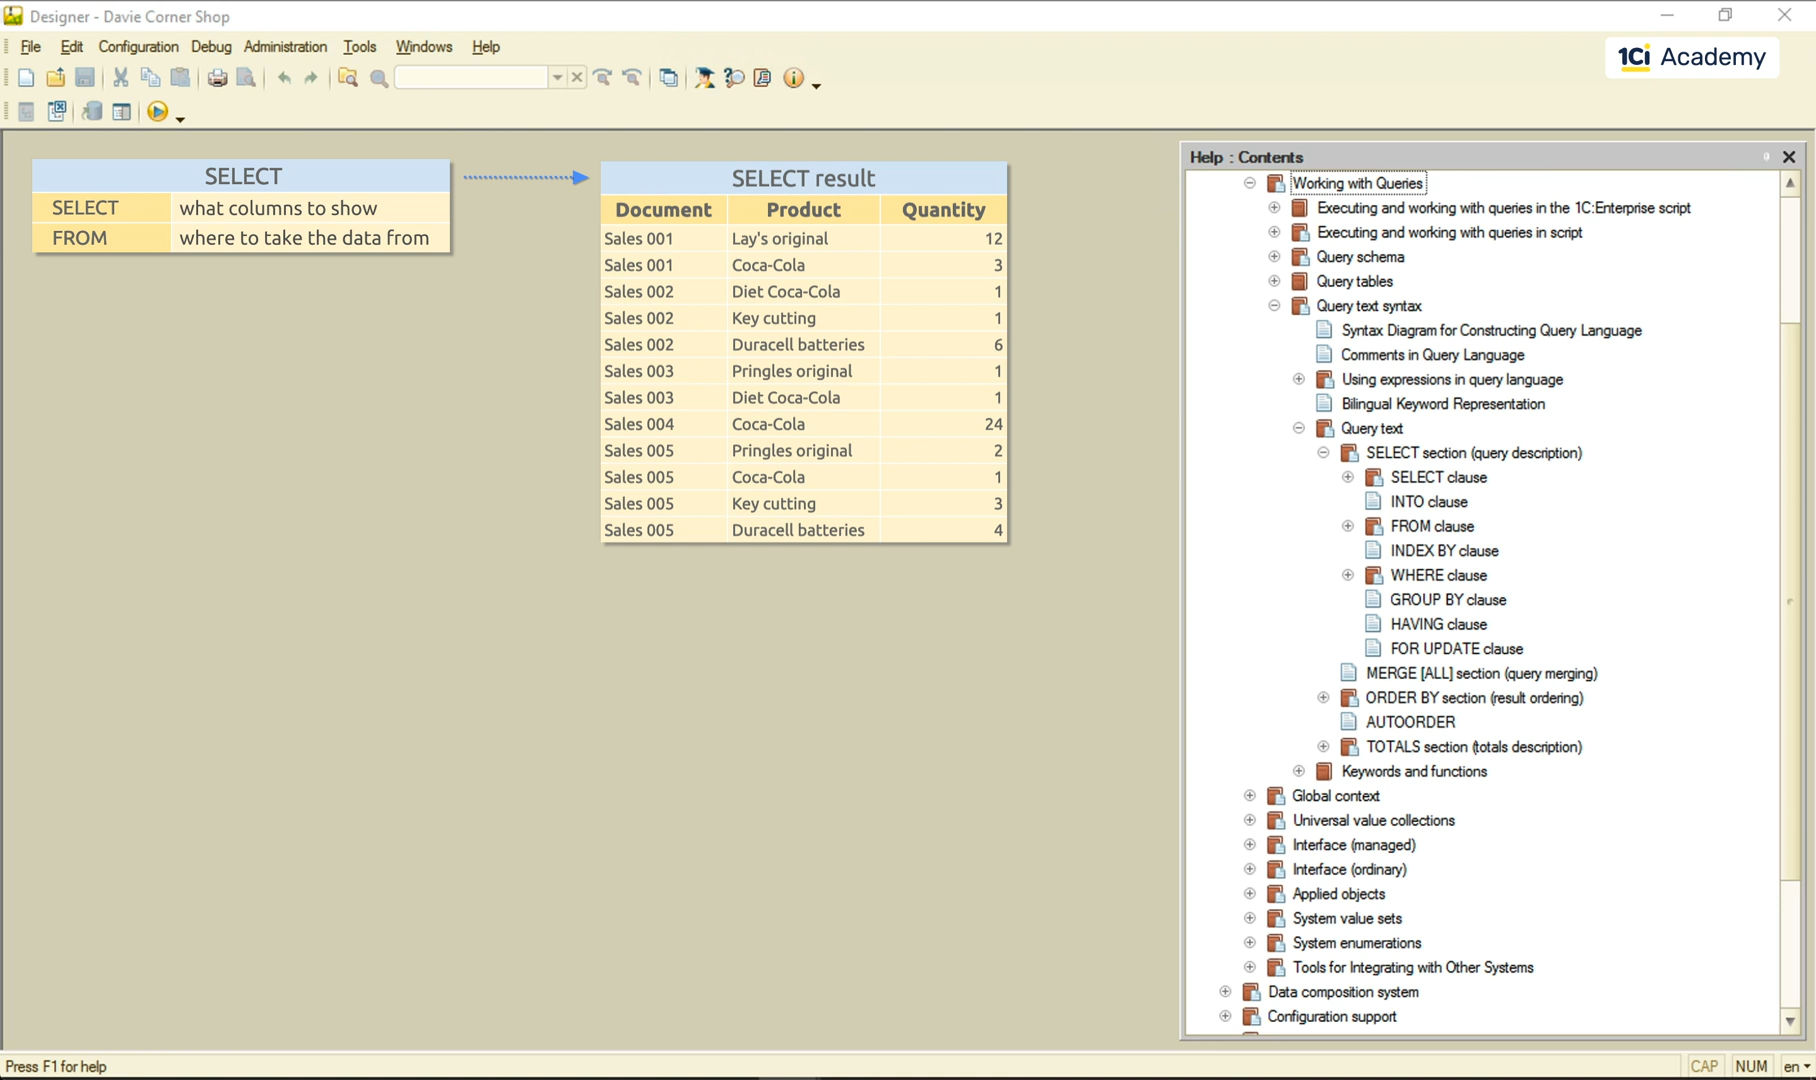 Designer - Davie Corner Shop
File Edit Configuration Debug Administration Tools Windows Help
1Ci Academy
SELECT
SELECT what columns to show
FROM where to take the data from
SELECT result
Document Product Quantity
Sales 001 Lay's original 12
Sales 001 Coca-Cola 3
Sales 002 Diet Coca-Cola 1
Sales 002 Key cutting 1
Sales 002 Duracell batteries 6
Sales 003 Pringles original 1
Sales 003 Diet Coca-Cola 1
Sales 004 Coca-Cola 24
Sales 005 Pringles original 2
Sales 005 Coca-Cola 1
Sales 005 Key cutting 3
Sales 005 Duracell batteries 4
Help : Contents
Working with Queries
Executing and working with queries in the 1C:Enterprise script
Executing and working with queries in script
Query schema
Query tables
Query text syntax
Syntax Diagram for Constructing Query Language
Comments in Query Language
Using expressions in query language
Bilingual Keyword Representation
Query text
SELECT section (query description)
SELECT clause
INTO clause
FROM clause
INDEX BY clause
WHERE clause
GROUP BY clause
HAVING clause
FOR UPDATE clause
MERGE [ALL] section (query merging)
ORDER BY section (result ordering)
AUTOORDER
TOTALS section (totals description)
Keywords and functions
Global context
Universal value collections
Interface (managed)
Interface (ordinary)
Applied objects
System value sets
System enumerations
Tools for Integrating with Other Systems
Data composition system
Configuration support
Press F1 for help
CAP NUM en